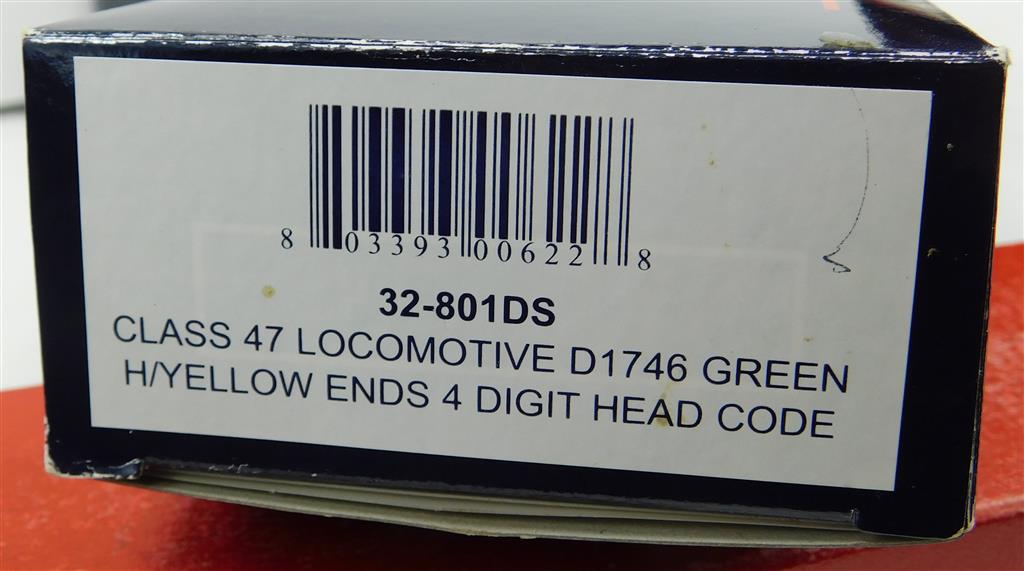 8 03393 00622 8
32-801DS
CLASS 47 LOCOMOTIVE D1746 GREEN
H/YELLOW ENDS 4 DIGIT HEAD CODE